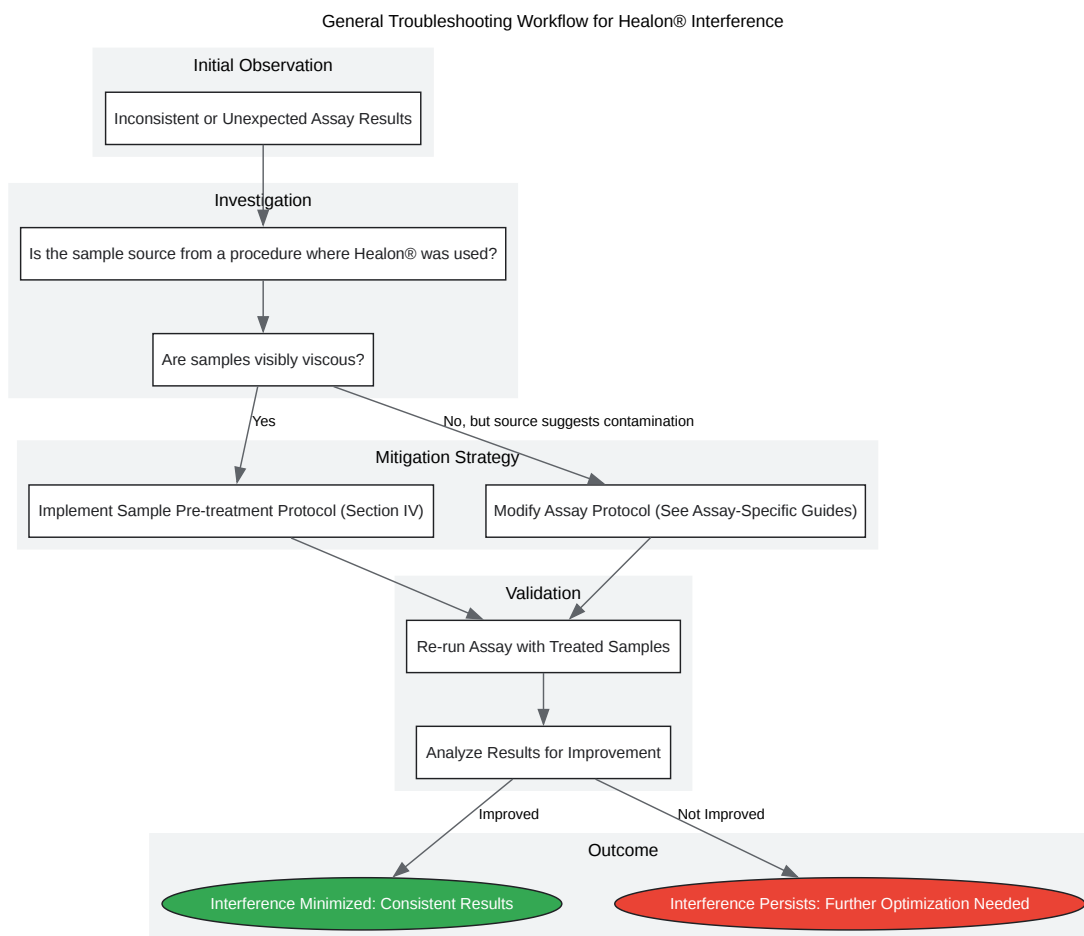 General Troubleshooting Workflow for Healon® Interference
Initial Observation
Inconsistent or Unexpected Assay Results
Investigation
Is the sample source from a procedure where Healon® was used?
Are samples visibly viscous?
Yes
No, but source suggests contamination
Mitigation Strategy
Implement Sample Pre-treatment Protocol (Section IV)
Modify Assay Protocol (See Assay-Specific Guides)
Validation
Re-run Assay with Treated Samples
Analyze Results for Improvement
Improved
Not Improved
Outcome
Interference Minimized: Consistent Results
Interference Persists: Further Optimization Needed